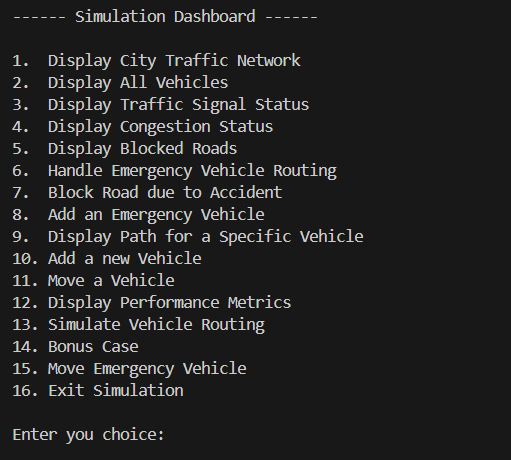 ------ Simulation Dashboard ------
1.  Display City Traffic Network
2.  Display All Vehicles
3.  Display Traffic Signal Status
4.  Display Congestion Status
5.  Display Blocked Roads
6.  Handle Emergency Vehicle Routing
7.  Block Road due to Accident
8.  Add an Emergency Vehicle
9.  Display Path for a Specific Vehicle
10. Add a new Vehicle
11. Move a Vehicle
12. Display Performance Metrics
13. Simulate Vehicle Routing
14. Bonus Case
15. Move Emergency Vehicle
16. Exit Simulation
Enter you choice: